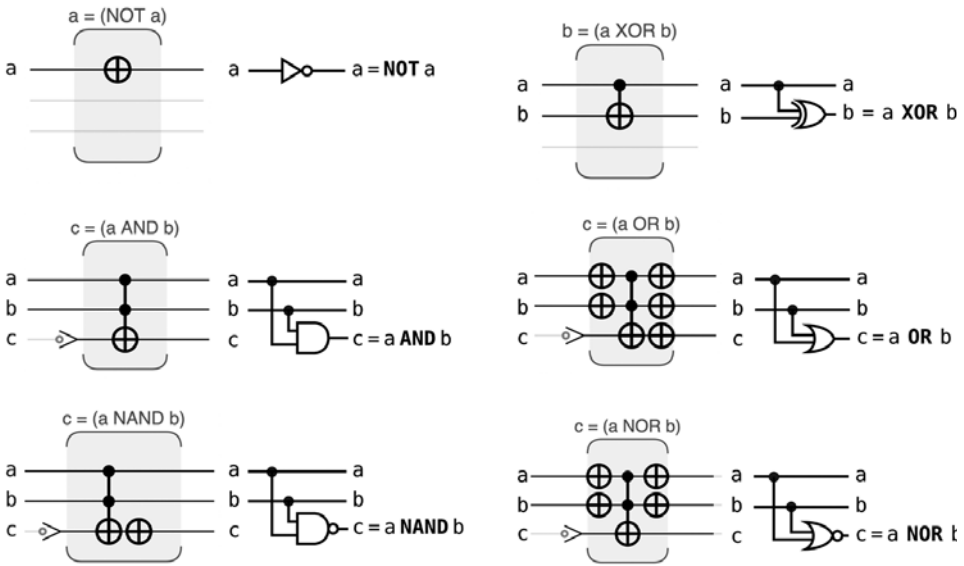 a = (NOT a)
a
a
a = NOT a
b = (a XOR b)
a
b
a
b
a
b = a XOR b
c = (a AND b)
a
b
c
a
b
c
a
b
c = a AND b
c = (a OR b)
a
b
c
a
b
c
a
b
c = a OR b
c = (a NAND b)
a
b
c
a
b
c
a
b
c = a NAND b
c = (a NOR b)
a
b
c
a
b
c
a
b
c = a NOR b